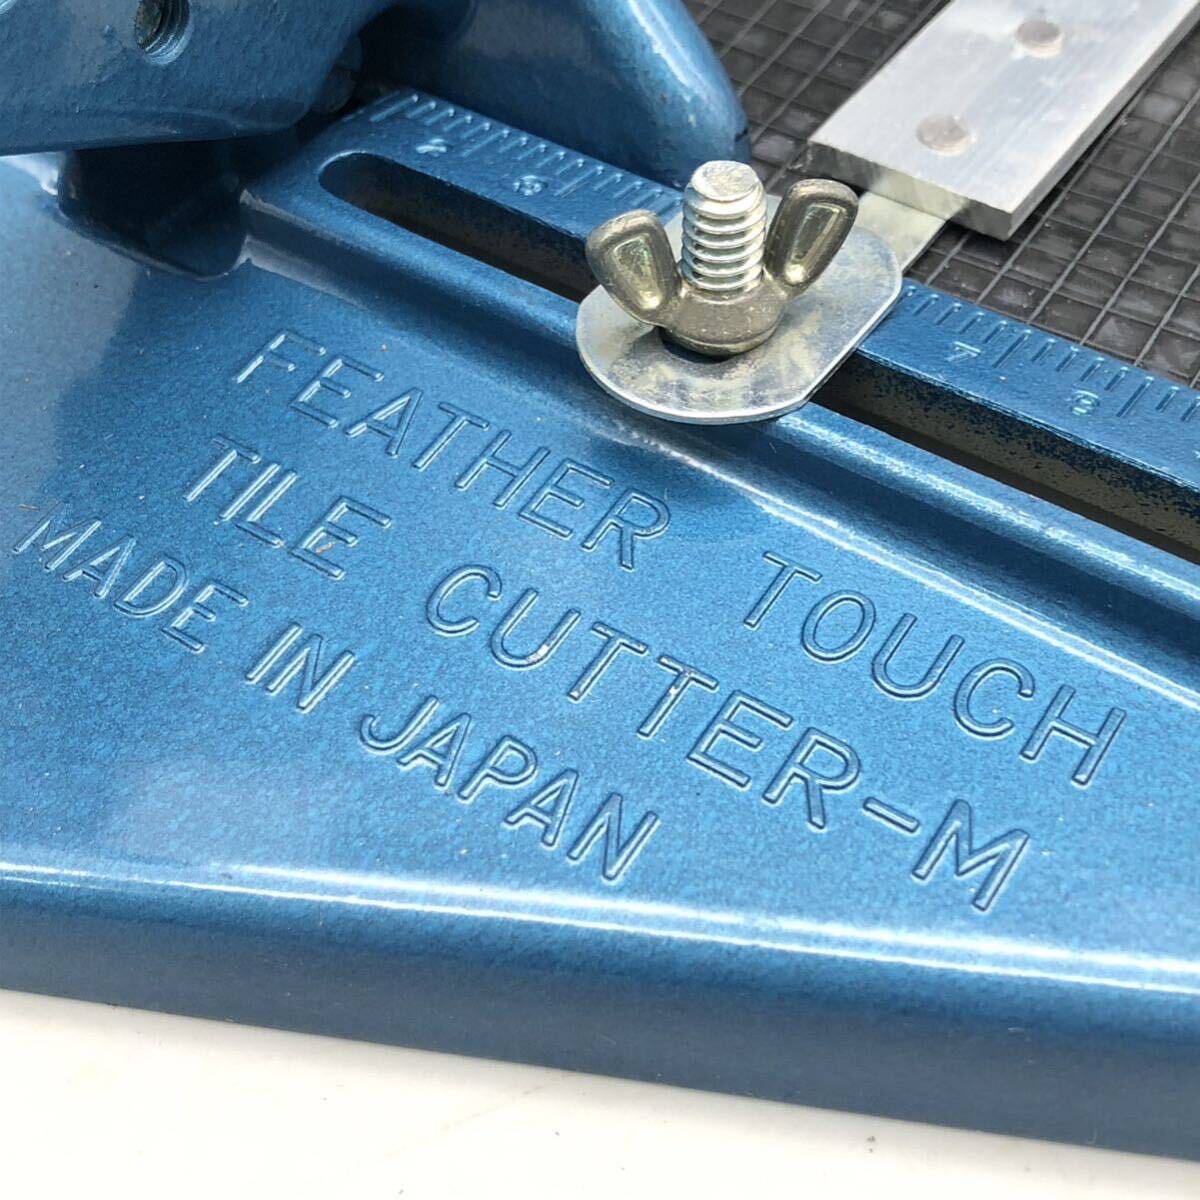 FEATHER TOUCH
TILE CUTTER-M
MADE IN JAPAN